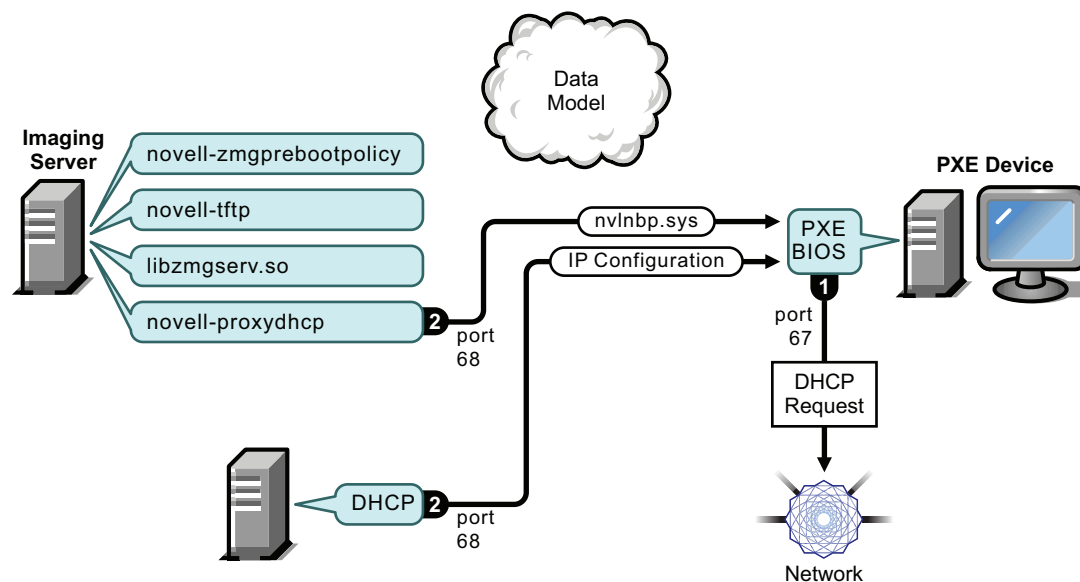 Data
Model
Imaging
Server
novell-zmgprebootpolicy
novell-tftp
libzmgserv.so
novell-proxydhcp
2
port
68
nvlnbp.sys
IP Configuration
PXE
BIOS
1
port
67
PXE Device
DHCP
Request
Network
DHCP
2
port
68